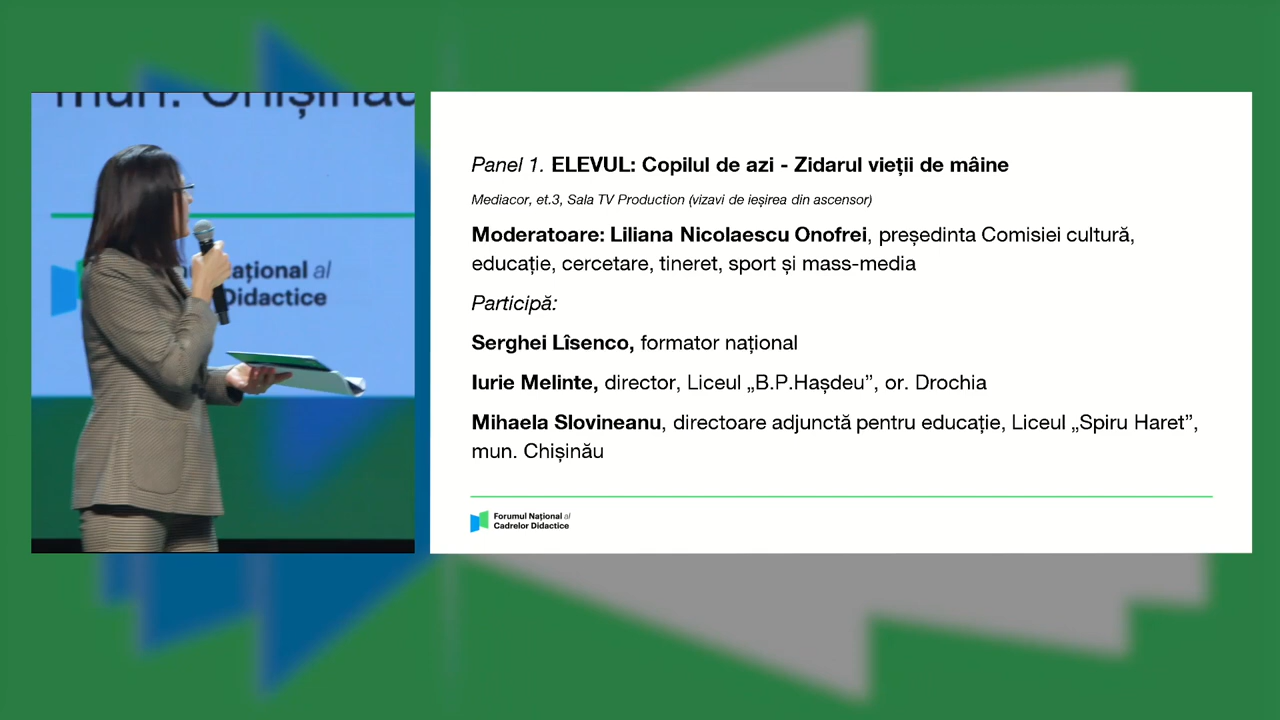 mun. Chișinău
ațional al
Didactice
Panel 1. ELEVUL: Copilul de azi - Zidarul vieții de mâine
Mediacor, et.3, Sala TV Production (vizavi de ieșirea din ascensor)
Moderatoare: Liliana Nicolaescu Onofrei, președinta Comisiei cultură,
educație, cercetare, tineret, sport și mass-media
Participă:
Serghei Lîsenco, formator național
Iurie Melinte, director, Liceul „B.P.Hașdeu”, or. Drochia
Mihaela Slovineanu, directoare adjunctă pentru educație, Liceul „Spiru Haret”,
mun. Chișinău
Forumul Național al
Cadrelor Didactice